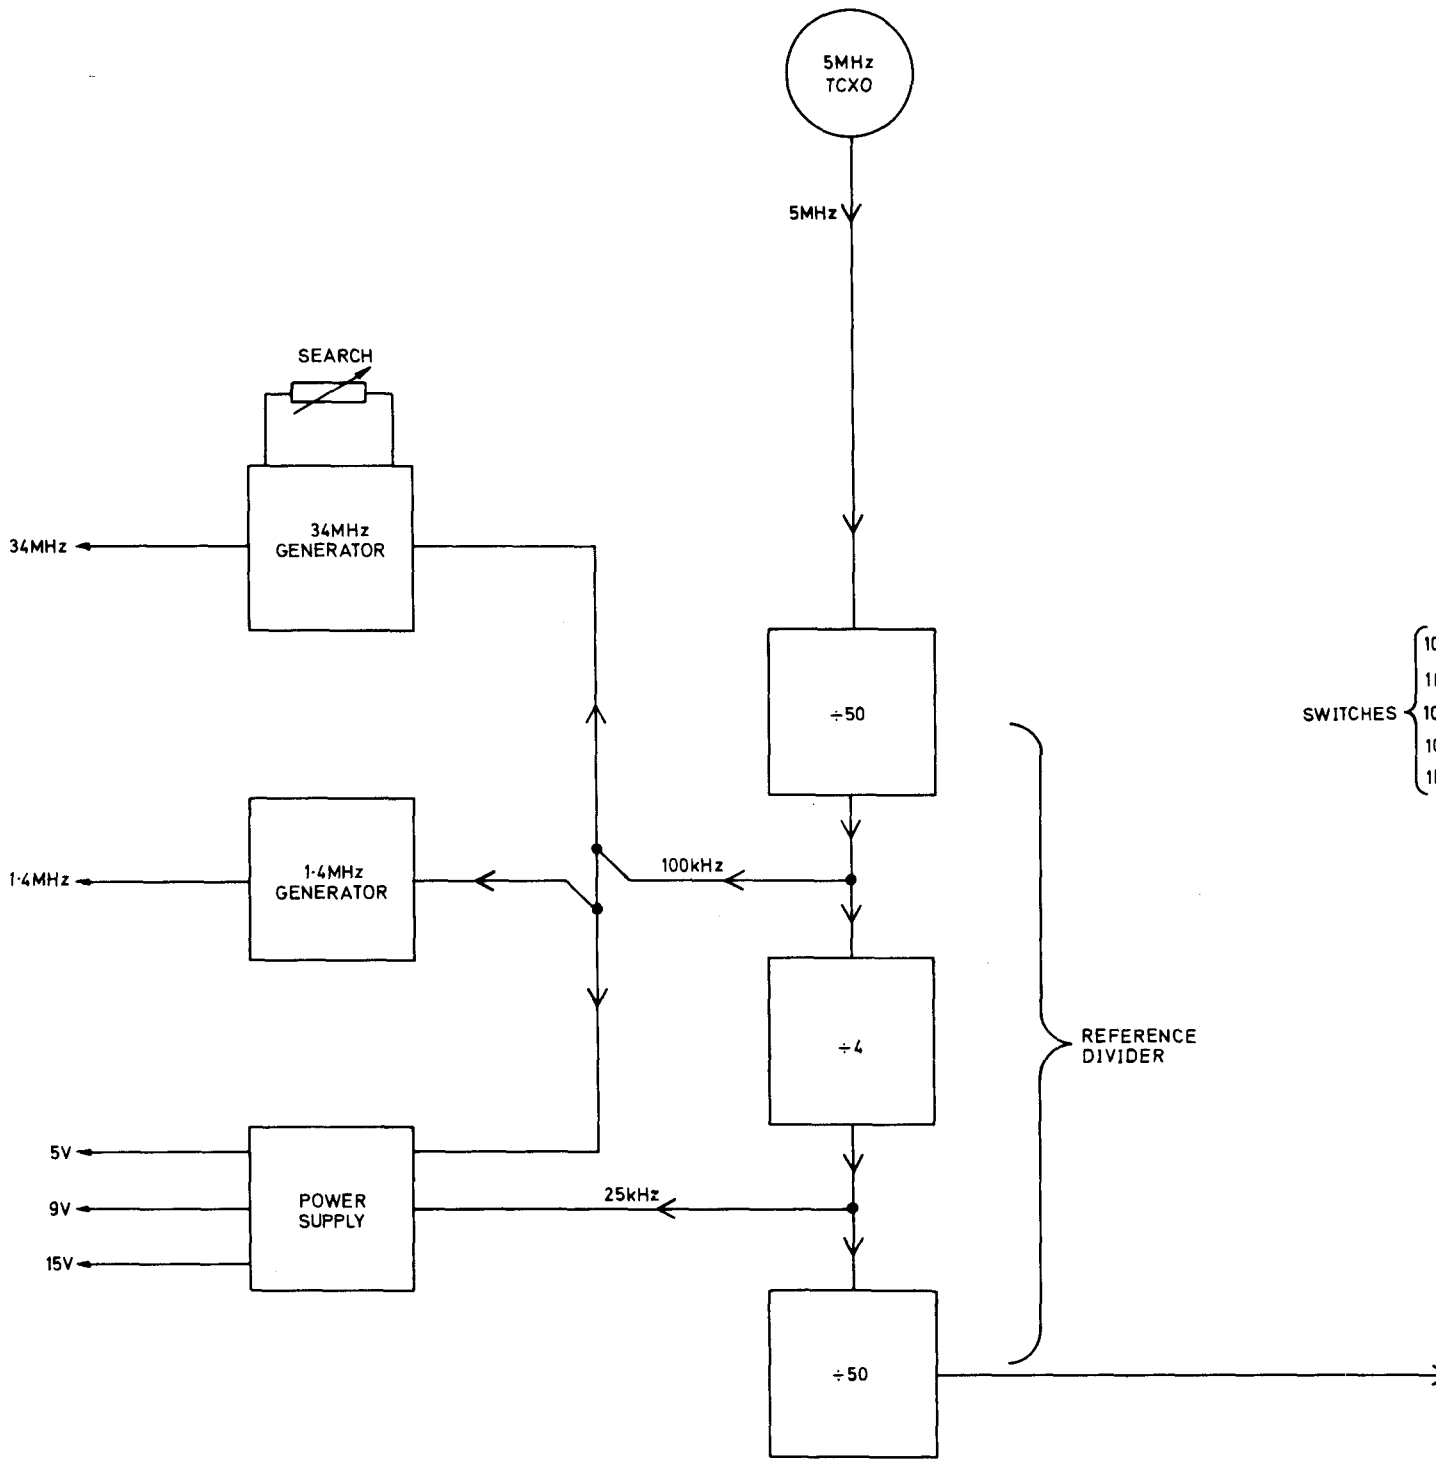 5MHz
TCXO
5MHz
SEARCH
34MHz
34MHz
GENERATOR
÷50
SWITCHES
1·4MHz
1·4MHz
GENERATOR
100kHz
÷4
REFERENCE
DIVIDER
5V
9V
15V
POWER
SUPPLY
25kHz
÷50